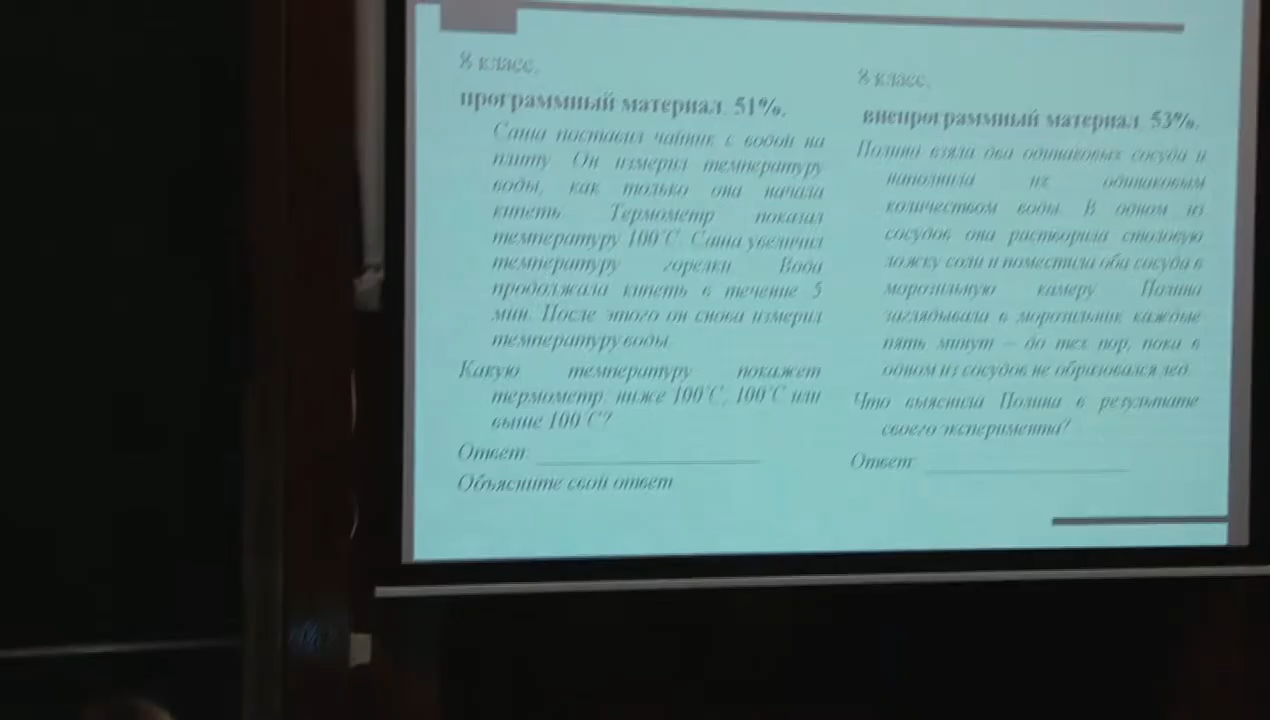 8 класс,
программный материал 51%.
Саша поставил чайник с водой на
плиту. Он измерил температуру
воды, как только она начала
кипеть. Термометр показал
температуру 100˚С. Саша увеличил
температуру горелки. Вода
продолжала кипеть в течение 5
мин. После этого он снова измерил
температуру воды.
Какую температуру покажет
термометр: ниже 100˚С, 100˚С или
выше 100˚С?
Ответ:
Объясните свой ответ
8 класс,
внепрограммный материал 53%.
Полина взяла два одинаковых сосуда и
наполнила их одинаковым
количеством воды. В одном из
сосудов она растворила столовую
ложку соли и поместила оба сосуда в
морозильную камеру. Полина
заглядывала в морозильник каждые
пять минут – до тех пор, пока в
одном из сосудов не образовался лед.
Что выяснила Полина в результате
своего эксперимента?
Ответ: